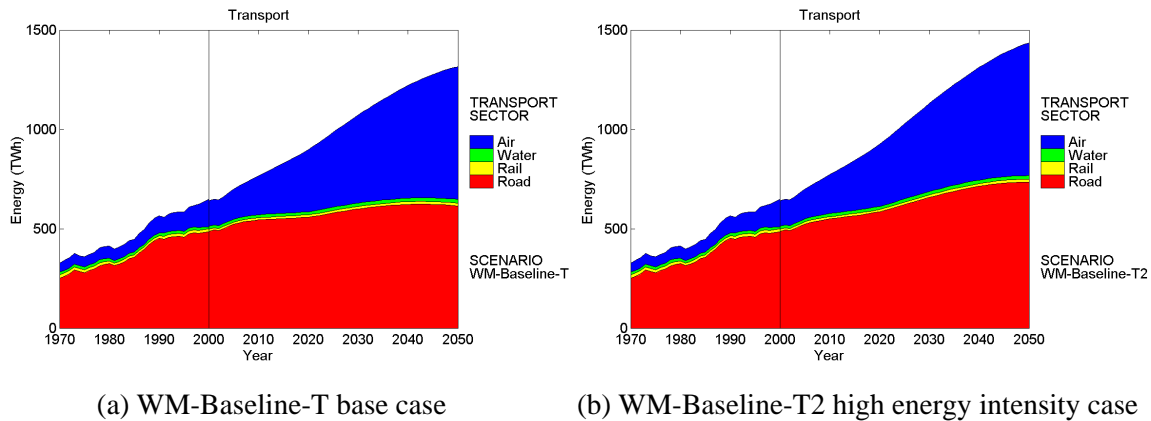 Transport
1500
1000
500
0
Energy (TWh)
1970 1980 1990 2000 2010 2020 2030 2040 2050
Year
TRANSPORT
SECTOR
Air
Water
Rail
Road
SCENARIO
WM-Baseline-T
(a) WM-Baseline-T base case
Transport
1500
1000
500
0
Energy (TWh)
1970 1980 1990 2000 2010 2020 2030 2040 2050
Year
TRANSPORT
SECTOR
Air
Water
Rail
Road
SCENARIO
WM-Baseline-T2
(b) WM-Baseline-T2 high energy intensity case